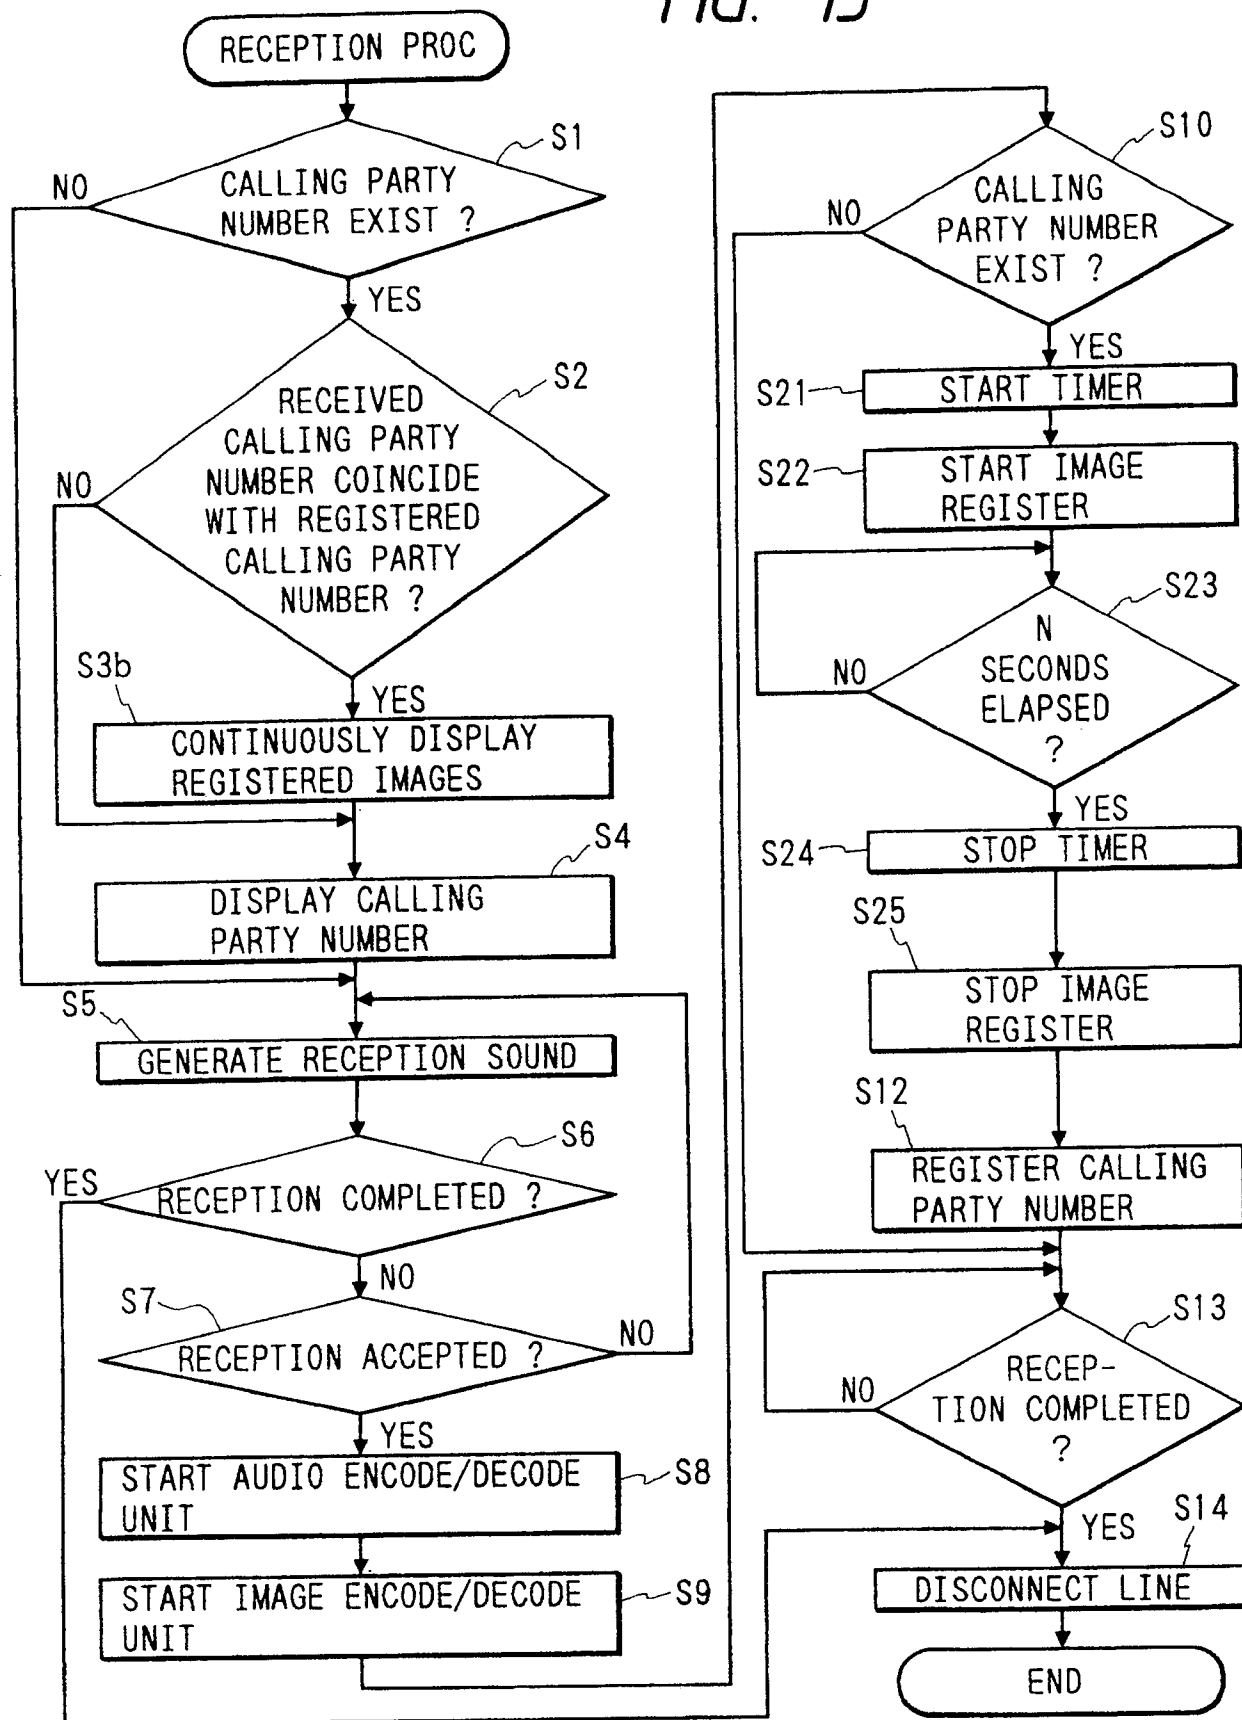 RECEPTION PROC
S1
CALLING PARTY
NUMBER EXIST ?
NO
YES
S2
RECEIVED
CALLING PARTY
NUMBER COINCIDE
WITH REGISTERED
CALLING PARTY
NUMBER ?
NO
S3b
YES
CONTINUOUSLY DISPLAY
REGISTERED IMAGES
S4
DISPLAY CALLING
PARTY NUMBER
S5
GENERATE RECEPTION SOUND
S6
YES
RECEPTION COMPLETED ?
NO
S7
RECEPTION ACCEPTED ?
NO
YES
START AUDIO ENCODE/DECODE
UNIT
S8
START IMAGE ENCODE/DECODE
UNIT
S9
S10
CALLING
PARTY NUMBER
EXIST ?
NO
YES
S21
START TIMER
S22
START IMAGE
REGISTER
S23
N
SECONDS
ELAPSED
?
NO
YES
S24
STOP TIMER
S25
STOP IMAGE
REGISTER
S12
REGISTER CALLING
PARTY NUMBER
S13
RECEP-
TION COMPLETED
?
NO
YES
S14
DISCONNECT LINE
END